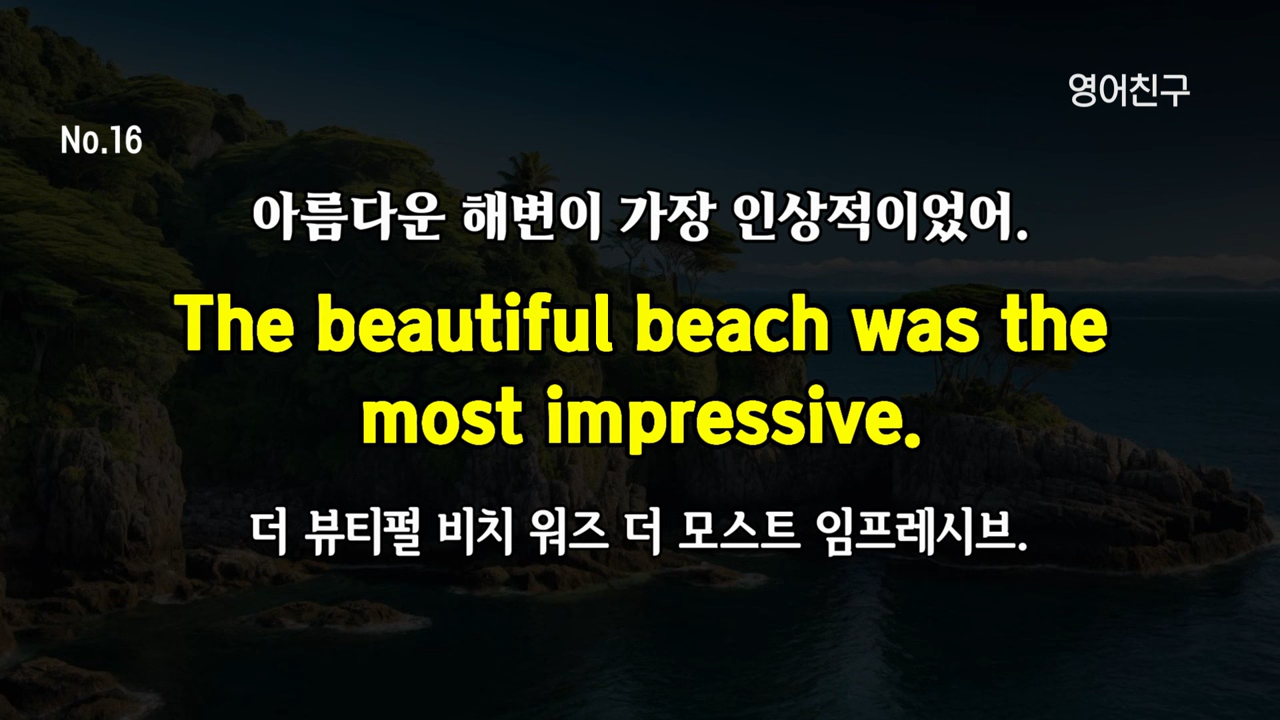 영어친구
No.16
아름다운 해변이 가장 인상적이었어.
The beautiful beach was the
most impressive.
더 뷰티펄 비치 워즈 더 모스트 임프레시브.